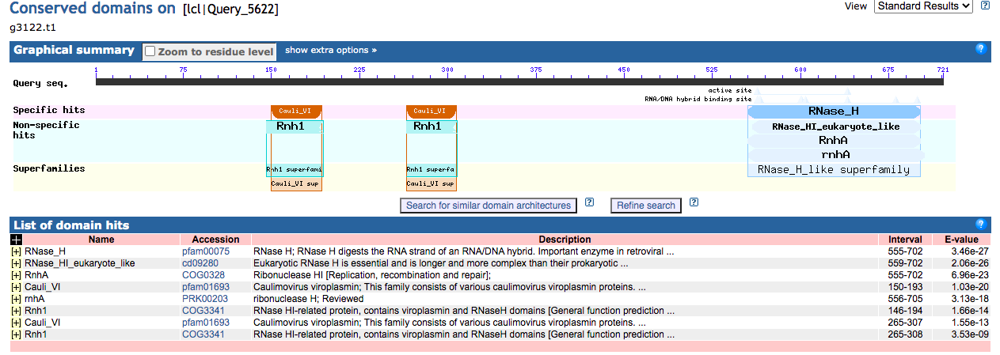 Conserved domains on [lcl|Query_5622]
View Standard Results ?
g3122.t1
Graphical summary Zoom to residue level show extra options » ?
1 75 150 225 300 375 450 525 600 675 721
Query seq.
active site
RNA/DNA hybrid binding site
Specific hits Cauli_VI Cauli_VI RNase_H
Non-specific hits Rnh1 Rnh1 RNase_HI_eukaryote_like
RnhA
rnhA
Superfamilies Rnh1 superfami Rnh1 superfa RNase_H_like superfamily
Cauli_VI sup Cauli_VI sup
Search for similar domain architectures ? Refine search ?
List of domain hits ?
+ Name Accession Description Interval E-value
[+] RNase_H pfam00075 RNase H; RNase H digests the RNA strand of an RNA/DNA hybrid. Important enzyme in retroviral ... 555-702 3.46e-27
[+] RNase_HI_eukaryote_like cd09280 Eukaryotic RNase H is essential and is longer and more complex than their prokaryotic ... 559-702 2.06e-26
[+] RnhA COG0328 Ribonuclease HI [Replication, recombination and repair]; 555-702 6.96e-23
[+] Cauli_VI pfam01693 Caulimovirus viroplasmin; This family consists of various caulimovirus viroplasmin proteins. ... 150-193 1.03e-20
[+] rnhA PRK00203 ribonuclease H; Reviewed 556-705 3.13e-18
[+] Rnh1 COG3341 RNase HI-related protein, contains viroplasmin and RNaseH domains [General function prediction ... 146-194 1.66e-14
[+] Cauli_VI pfam01693 Caulimovirus viroplasmin; This family consists of various caulimovirus viroplasmin proteins. ... 265-307 1.55e-13
[+] Rnh1 COG3341 RNase HI-related protein, contains viroplasmin and RNaseH domains [General function prediction ... 265-308 3.53e-09